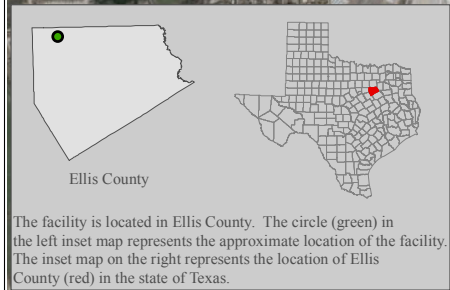 Ellis County
The facility is located in Ellis County. The circle (green) in
the left inset map represents the approximate location of the facility.
The inset map on the right represents the location of Ellis
County (red) in the state of Texas.